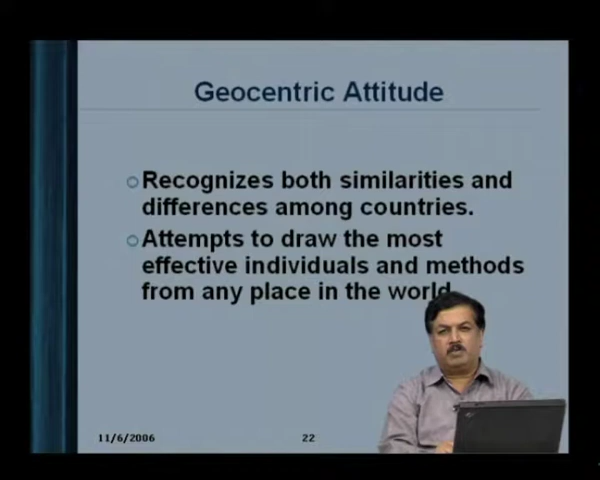 Geocentric Attitude
Recognizes both similarities and
differences among countries.
Attempts to draw the most
effective individuals and methods
from any place in the world
11/6/2006
22